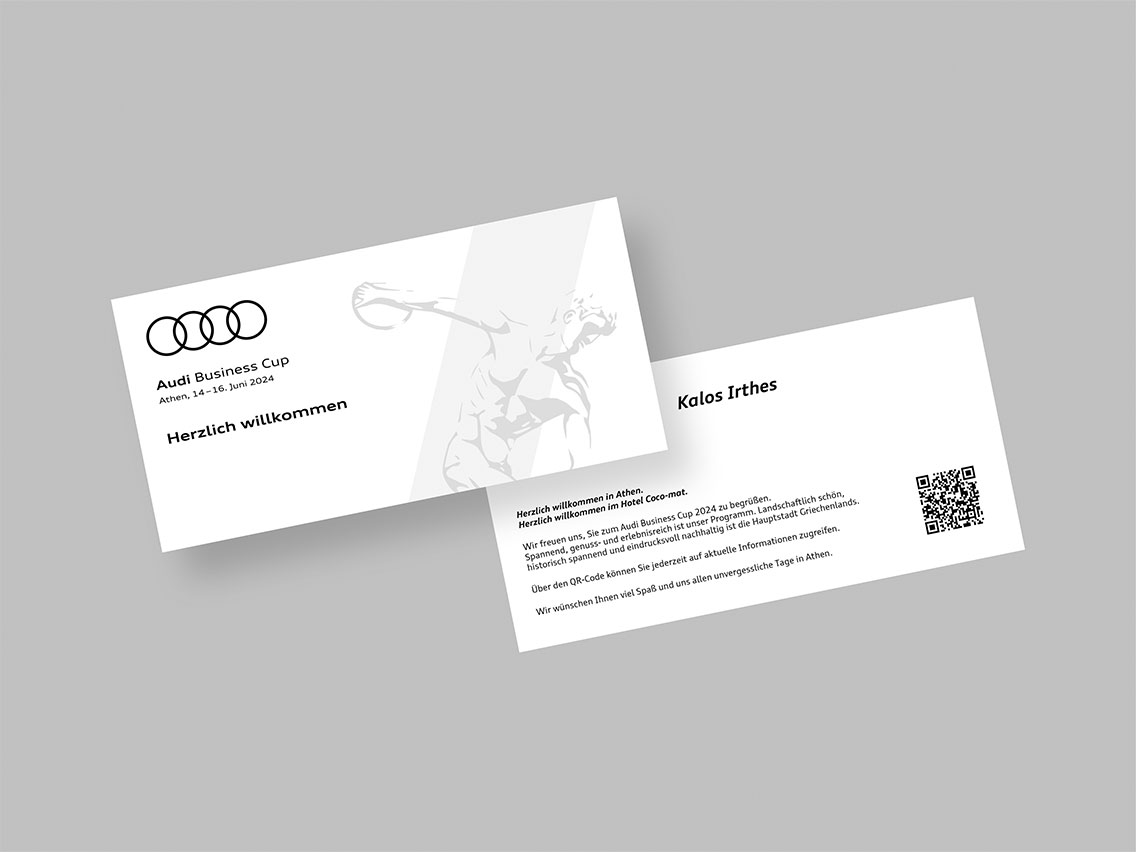 Audi Business Cup
Athen, 14–16. Juni 2024
Herzlich willkommen
Kalos Irthes
Herzlich willkommen in Athen.
Herzlich willkommen im Hotel Coco-mat.
Wir freuen uns, Sie zum Audi Business Cup 2024 zu begrüßen.
Spannend, genuss- und erlebnisreich ist unser Programm. Landschaftlich schön,
historisch spannend und eindrucksvoll nachhaltig ist die Hauptstadt Griechenlands.
Über den QR-Code können Sie jederzeit auf aktuelle Informationen zugreifen.
Wir wünschen Ihnen viel Spaß und uns allen unvergessliche Tage in Athen.